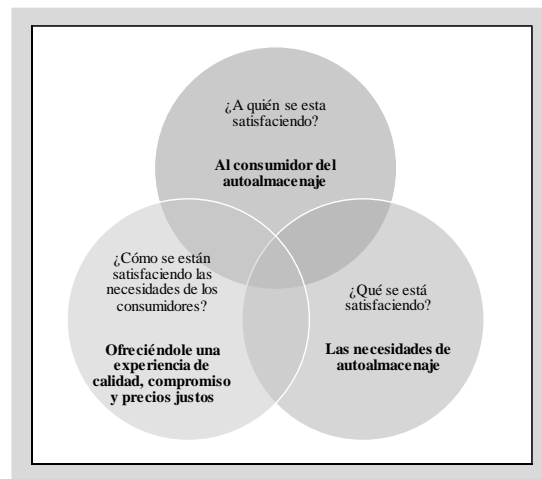 ¿A quién se esta
satisfaciendo?
Al consumidor del
autoalmacenaje
¿Cómo se están
satisfaciendo las
necesidades de los
consumidores?
Ofreciéndole una
experiencia de
calidad, compromiso
y precios justos
¿Qué se está
satisfaciendo?
Las necesidades de
autoalmacenaje